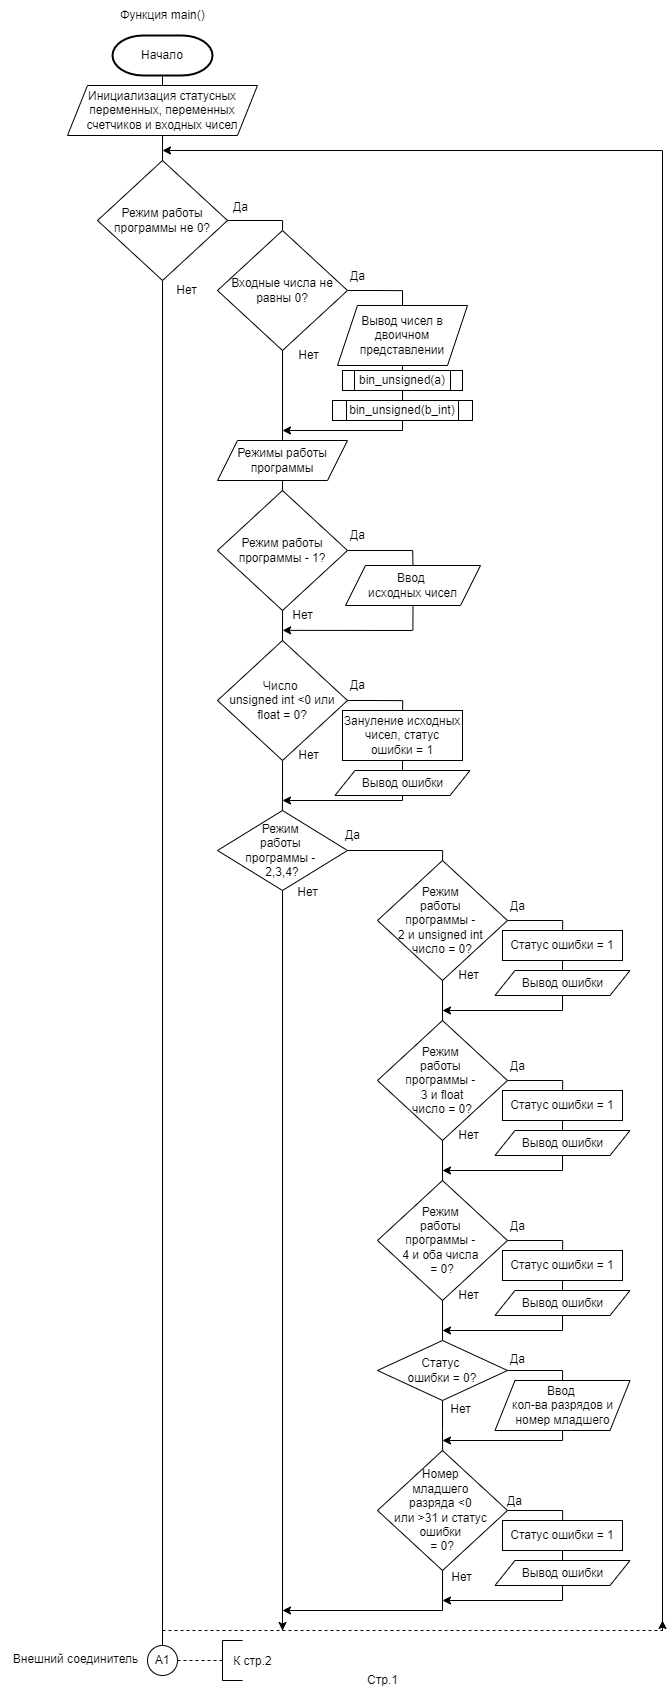 Функция main()
Начало
Инициализация статусных
переменных, переменных
счетчиков и входных чисел
Режим работы
программы не 0?
Да
Нет
Входные числа не
равны 0?
Да
Нет
Вывод чисел в
двоичном
представлении
bin_unsigned(a)
bin_unsigned(b_int)
Режимы работы
программы
Режим работы
программы - 1?
Да
Нет
Ввод
исходных чисел
Число
unsigned int <0 или
float = 0?
Да
Нет
Зануление исходных
чисел, статус
ошибки = 1
Вывод ошибки
Режим
работы
программы -
2,3,4?
Да
Нет
Режим
работы
программы -
2 и unsigned int
число = 0?
Да
Нет
Статус ошибки = 1
Вывод ошибки
Режим
работы
программы -
3 и float
число = 0?
Да
Нет
Статус ошибки = 1
Вывод ошибки
Режим
работы
программы -
4 и оба числа
= 0?
Да
Нет
Статус ошибки = 1
Вывод ошибки
Статус
ошибки = 0?
Да
Нет
Ввод
кол-ва разрядов и
номер младшего
Номер
младшего
разряда <0
или >31 и статус
ошибки
= 0?
Да
Нет
Статус ошибки = 1
Вывод ошибки
Внешний соединитель
A1
К стр.2
Стр.1